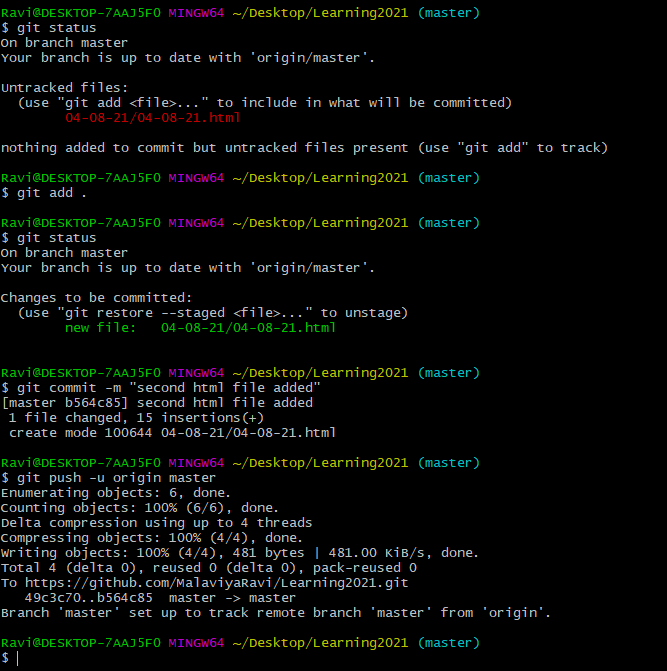 Ravi@DESKTOP-7AAJ5F0 MINGW64 ~/Desktop/Learning2021 (master)
$ git status
On branch master
Your branch is up to date with 'origin/master'.
Untracked files:
  (use "git add <file>..." to include in what will be committed)
        04-08-21/04-08-21.html
nothing added to commit but untracked files present (use "git add" to track)
Ravi@DESKTOP-7AAJ5F0 MINGW64 ~/Desktop/Learning2021 (master)
$ git add .
Ravi@DESKTOP-7AAJ5F0 MINGW64 ~/Desktop/Learning2021 (master)
$ git status
On branch master
Your branch is up to date with 'origin/master'.
Changes to be committed:
  (use "git restore --staged <file>..." to unstage)
        new file:   04-08-21/04-08-21.html
Ravi@DESKTOP-7AAJ5F0 MINGW64 ~/Desktop/Learning2021 (master)
$ git commit -m "second html file added"
[master b564c85] second html file added
 1 file changed, 15 insertions(+)
 create mode 100644 04-08-21/04-08-21.html
Ravi@DESKTOP-7AAJ5F0 MINGW64 ~/Desktop/Learning2021 (master)
$ git push -u origin master
Enumerating objects: 6, done.
Counting objects: 100% (6/6), done.
Delta compression using up to 4 threads
Compressing objects: 100% (4/4), done.
Writing objects: 100% (4/4), 481 bytes | 481.00 KiB/s, done.
Total 4 (delta 0), reused 0 (delta 0), pack-reused 0
To https://github.com/MalaviyaRavi/Learning2021.git
   49c3c70..b564c85  master -> master
Branch 'master' set up to track remote branch 'master' from 'origin'.
Ravi@DESKTOP-7AAJ5F0 MINGW64 ~/Desktop/Learning2021 (master)
$